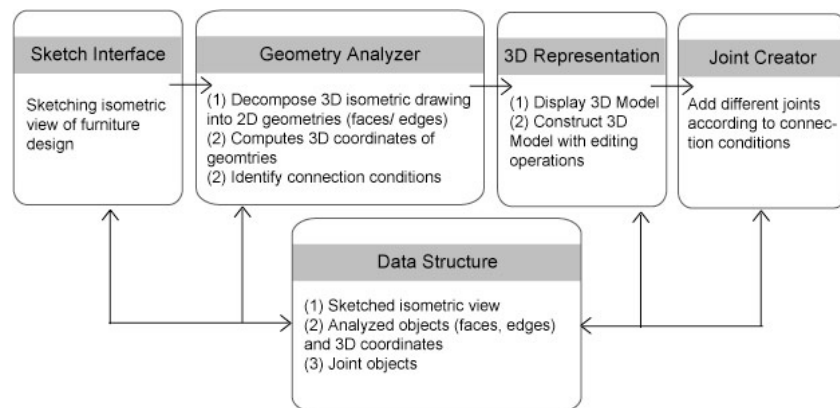 Sketch Interface
Sketching isometric
view of furniture
design
Geometry Analyzer
(1) Decompose 3D isometric drawing
into 2D geometries (faces/ edges)
(2) Computes 3D coordinates of
geomtries
(2) Identify connection conditions
3D Representation
(1) Display 3D Model
(2) Construct 3D
Model with editing
operations
Joint Creator
Add different joints
according to connec-
tion conditions
Data Structure
(1) Sketched isometric view
(2) Analyzed objects (faces, edges)
and 3D coordinates
(3) Joint objects